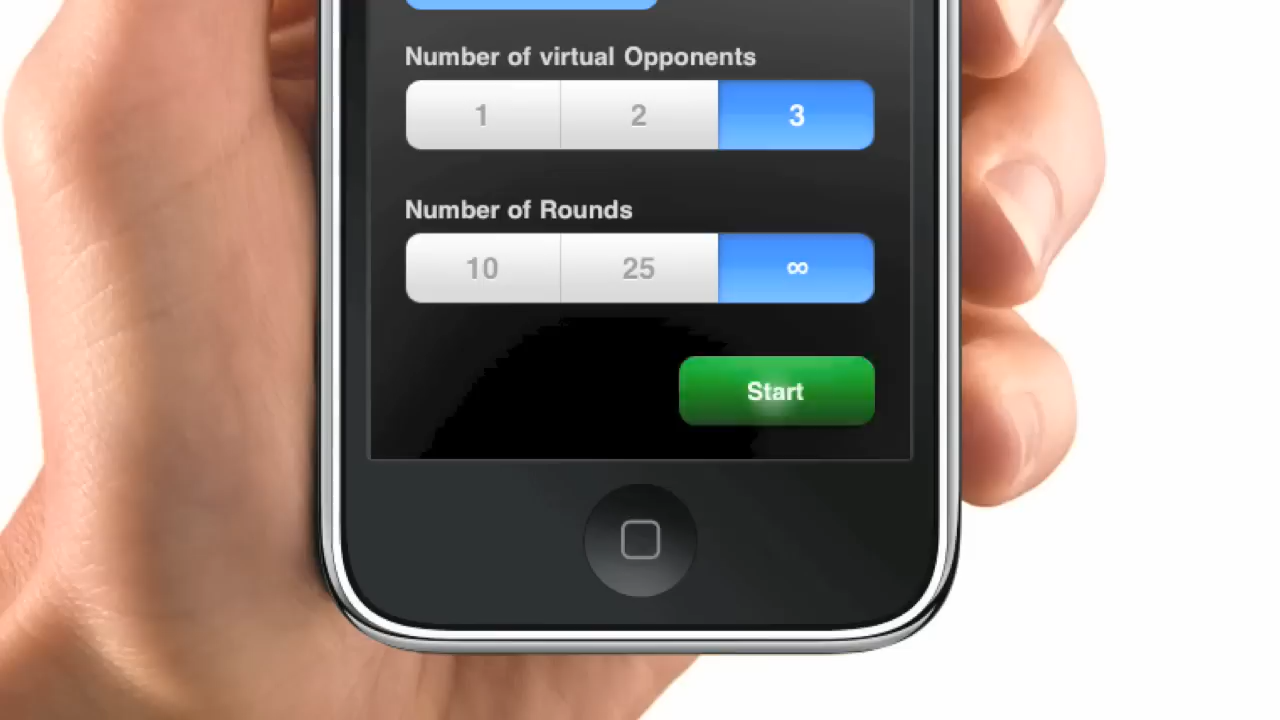 Number of virtual Opponents
1 2 3
Number of Rounds
10 25 ∞
Start